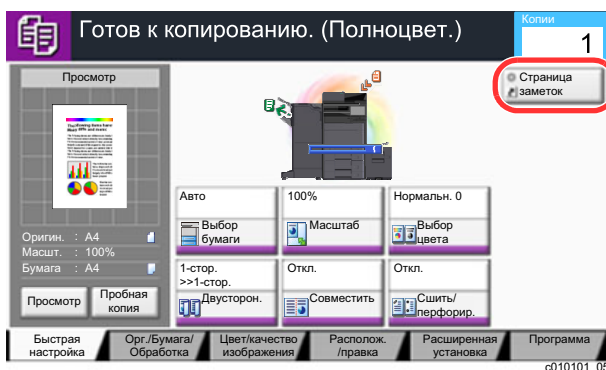 Готов к копированию. (Полноцвет.)
Копии
1
Страница
заметок
Просмотр
Оригин. : A4
Масшт. : 100%
Бумага : A4
Просмотр
Пробная
копия
Авто
Выбор
бумаги
100%
Масштаб
Нормальн. 0
Выбор
цвета
1-стор.
>>1-стор.
Двусторон.
Откл.
Совместить
Откл.
Сшить/
перфорир.
Быстрая
настройка
Орг./Бумага/
Обработка
Цвет/качество
изображения
Располож.
/правка
Расширенная
установка
Программа
c010101_05